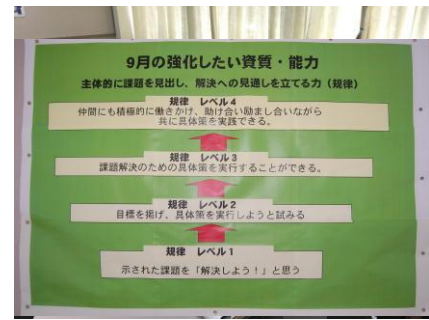 9月の強化したい資質・能力
主体的に課題を見出し、解決への見通しを立てる力（規律）
規律　レベル４
仲間にも積極的に働きかけ、助け合い励まし合いながら
共に具体策を実践できる。
規律　レベル３
課題解決のための具体策を実行することができる。
規律　レベル２
目標を掲げ、具体策を実行しようと試みる
規律　レベル１
示された課題を「解決しよう！」と思う